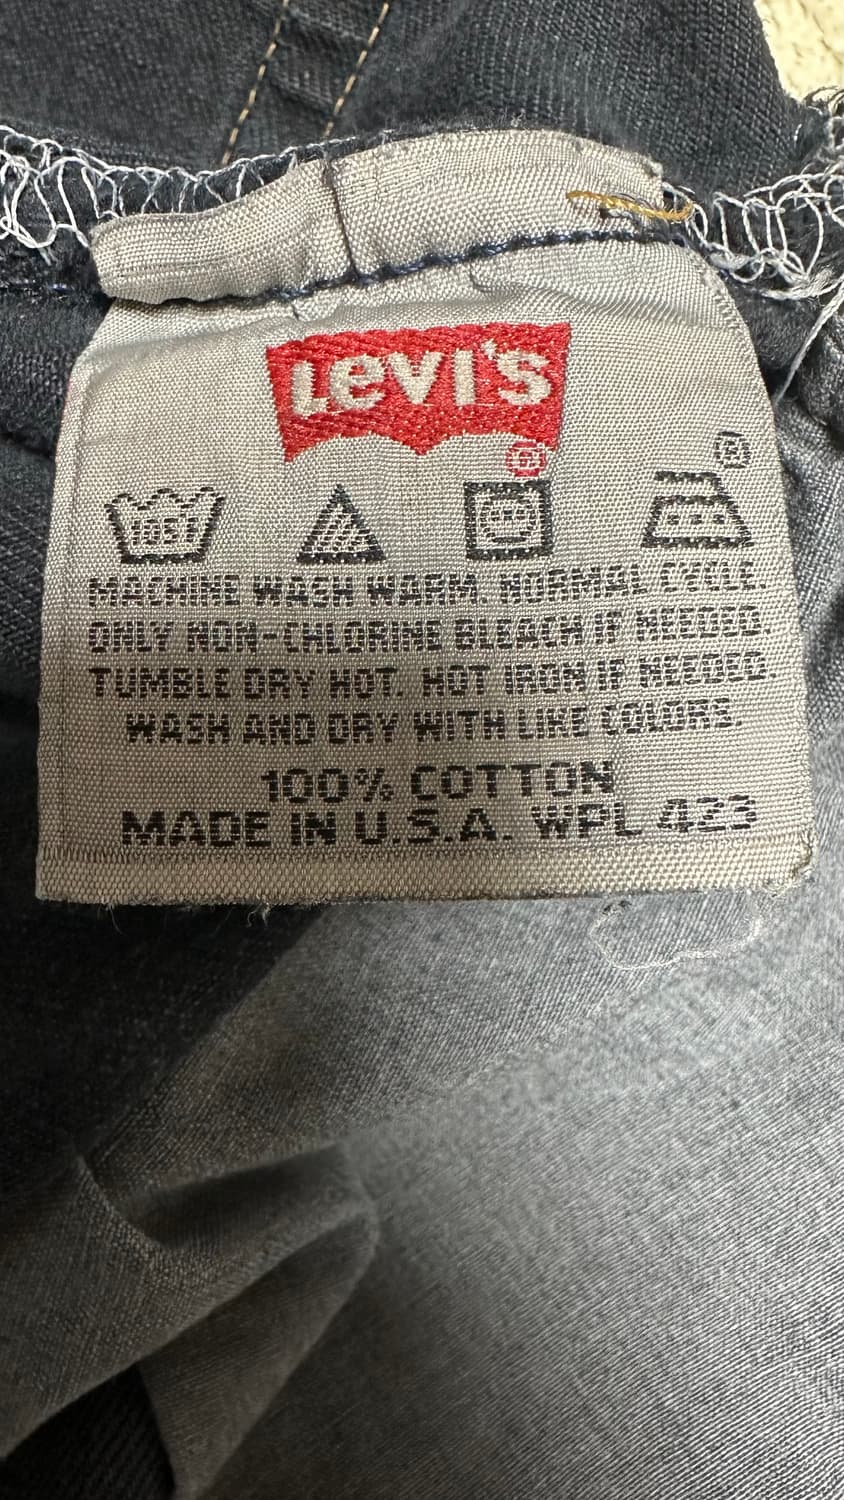 LEVI'S
®
®
105F
MACHINE WASH WARM. NORMAL CYCLE.
ONLY NON-CHLORINE BLEACH IF NEEDED.
TUMBLE DRY HOT. HOT IRON IF NEEDED.
WASH AND DRY WITH LIKE COLORS.
100% COTTON
MADE IN U.S.A. WPL 423